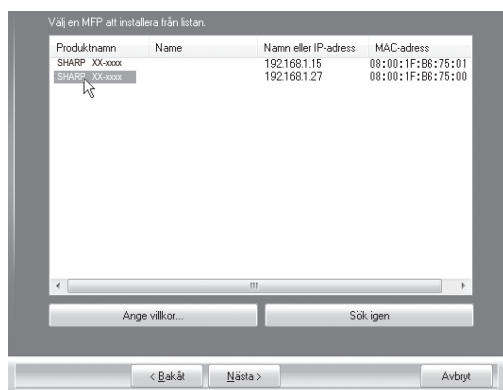 Välj en MFP att installera från listan.
Produktnamn Name Namn eller IP-adress MAC-adress
SHARP XX-xxxx 192.168.1.15 08:00:1F:B6:75:01
SHARP XX-xxxx 192.168.1.27 08:00:1F:B6:75:00
Ange villkor... Sök igen
< Bakåt Nästa > Avbryt